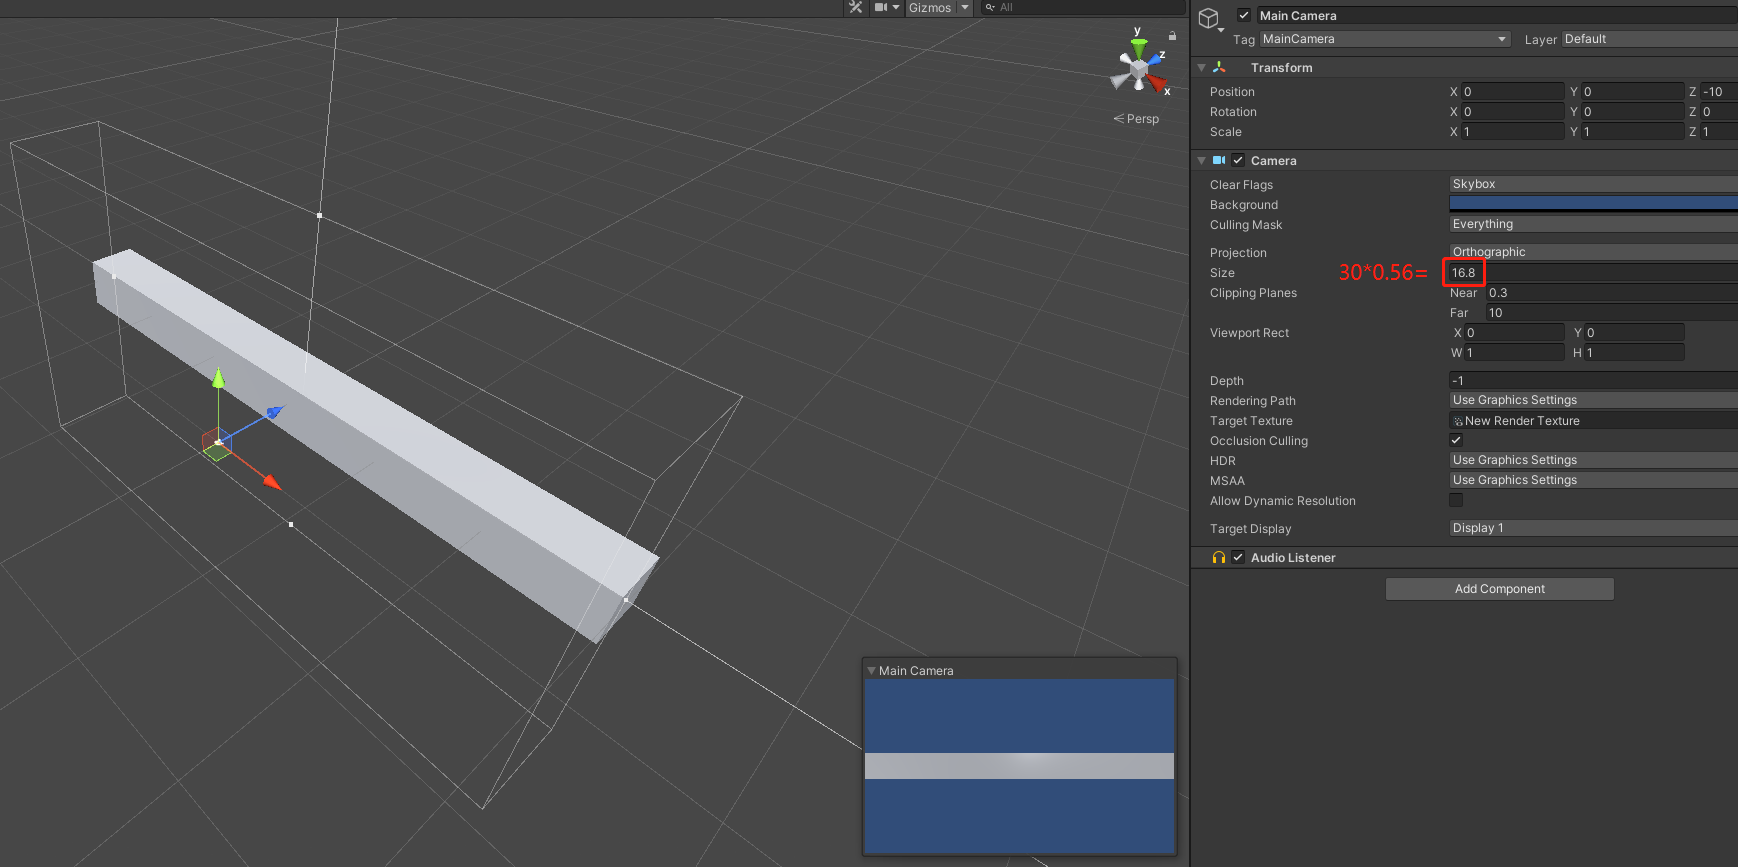 Gizmos All
y
z
x
Persp
Main Camera
Main Camera
Tag MainCamera Layer Default
Transform
Position X 0 Y 0 Z -10
Rotation X 0 Y 0 Z 0
Scale X 1 Y 1 Z 1
Camera
Clear Flags Skybox
Background
Culling Mask Everything
Projection Orthographic
Size 30*0.56= 16.8
Clipping Planes Near 0.3
Far 10
Viewport Rect X 0 Y 0
W 1 H 1
Depth -1
Rendering Path Use Graphics Settings
Target Texture New Render Texture
Occlusion Culling
HDR Use Graphics Settings
MSAA Use Graphics Settings
Allow Dynamic Resolution
Target Display Display 1
Audio Listener
Add Component